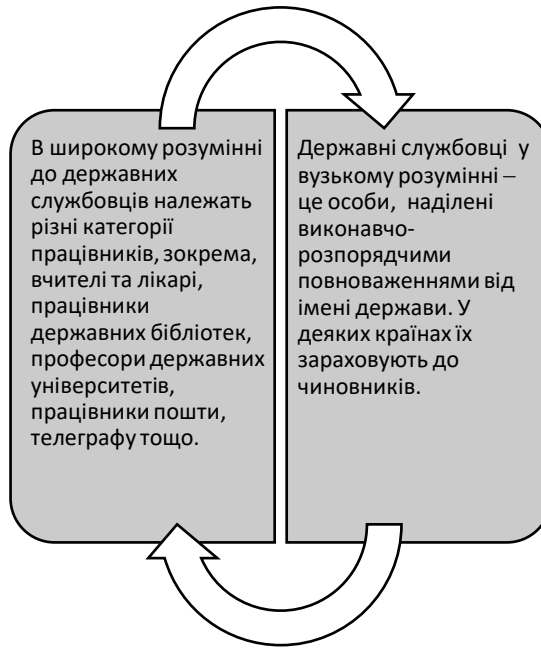 В широкому розумінні
до державних
службовців належать
різні категорії
працівників, зокрема,
вчителі та лікарі,
працівники
державних бібліотек,
професори державних
університетів,
працівники пошти,
телеграфу тощо.
Державні службовці у
вузькому розумінні –
це особи, наділені
виконавчо-
розпорядчими
повноваженнями від
імені держави. У
деяких країнах їх
зараховують до
чиновників.